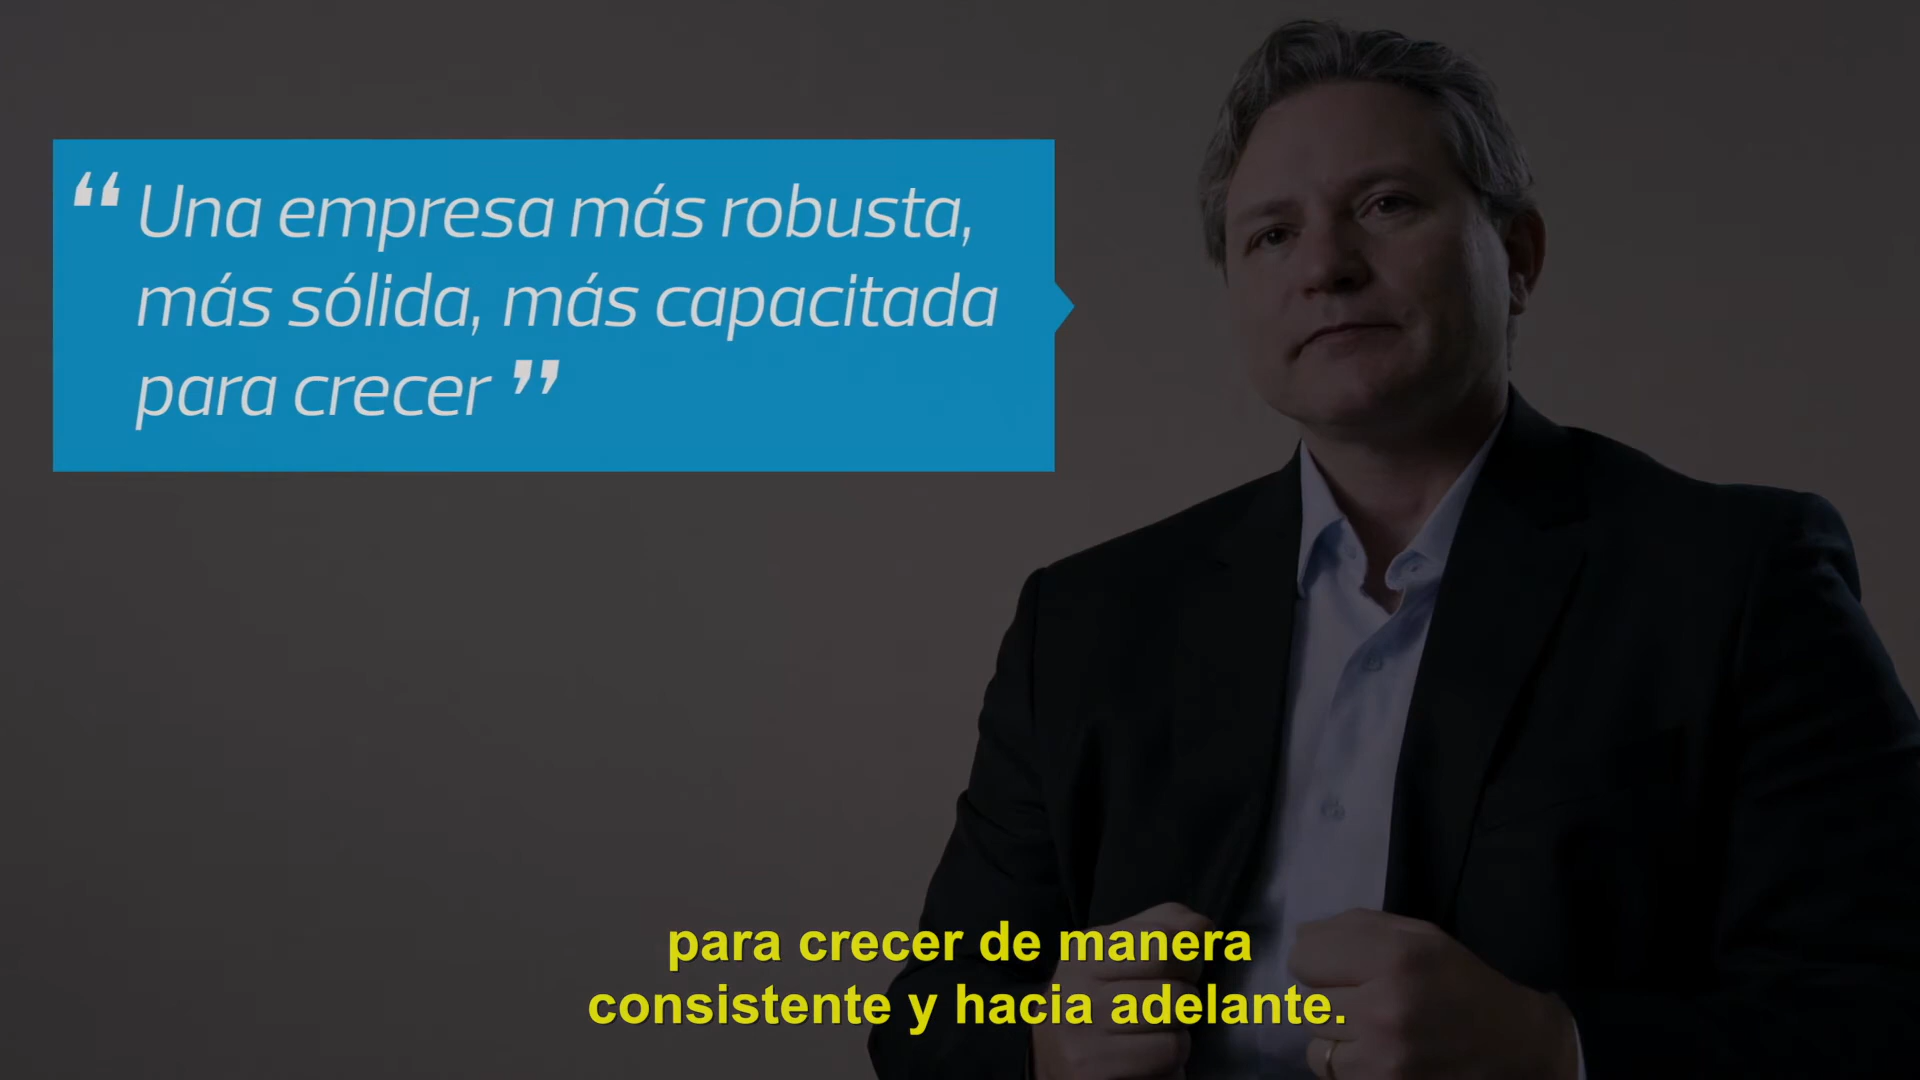 “ Una empresa más robusta,
más sólida, más capacitada
para crecer ”
para crecer de manera
consistente y hacia adelante.